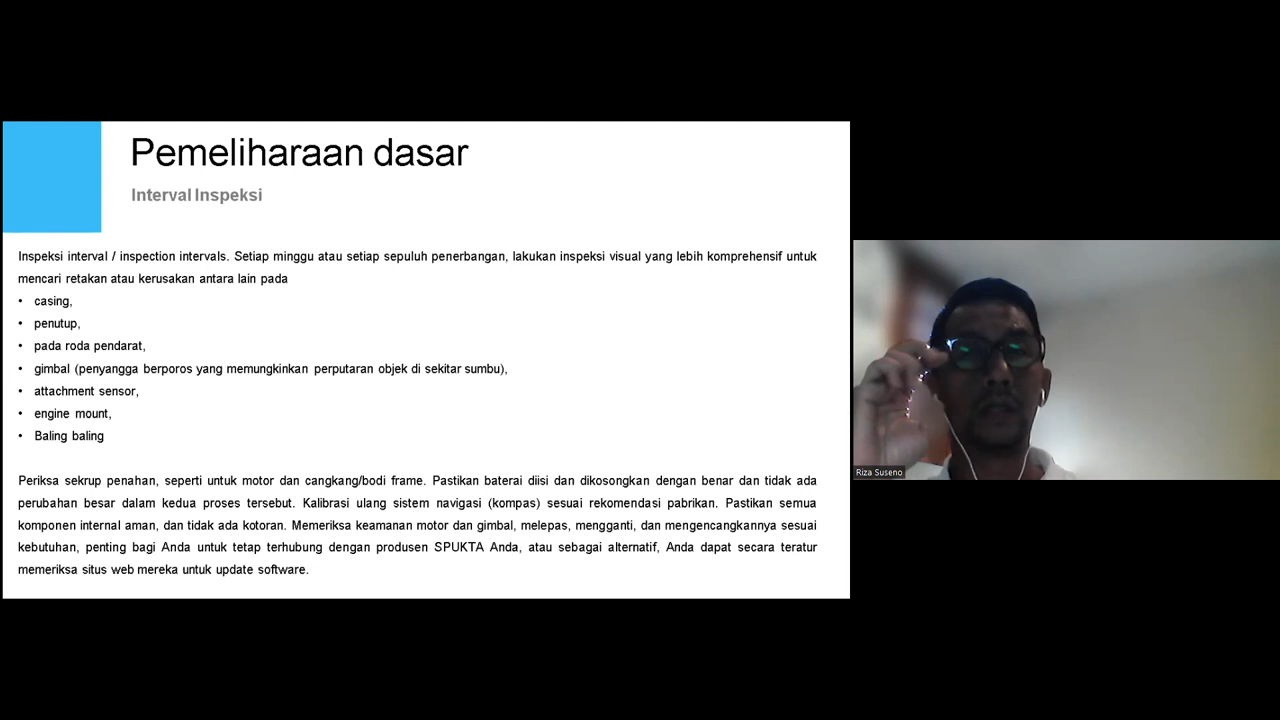 Pemeliharaan dasar
Interval Inspeksi
Inspeksi interval / inspection intervals. Setiap minggu atau setiap sepuluh penerbangan, lakukan inspeksi visual yang lebih komprehensif untuk
mencari retakan atau kerusakan antara lain pada
• casing,
• penutup,
• pada roda pendarat,
• gimbal (penyangga berporos yang memungkinkan perputaran objek di sekitar sumbu),
• attachment sensor,
• engine mount,
• Baling baling
Periksa sekrup penahan, seperti untuk motor dan cangkang/bodi frame. Pastikan baterai diisi dan dikosongkan dengan benar dan tidak ada
perubahan besar dalam kedua proses tersebut. Kalibrasi ulang sistem navigasi (kompas) sesuai rekomendasi pabrikan. Pastikan semua
komponen internal aman, dan tidak ada kotoran. Memeriksa keamanan motor dan gimbal, melepas, mengganti, dan mengencangkannya sesuai
kebutuhan, penting bagi Anda untuk tetap terhubung dengan produsen SPUKTA Anda, atau sebagai alternatif, Anda dapat secara teratur
memeriksa situs web mereka untuk update software.
Riza Suseno